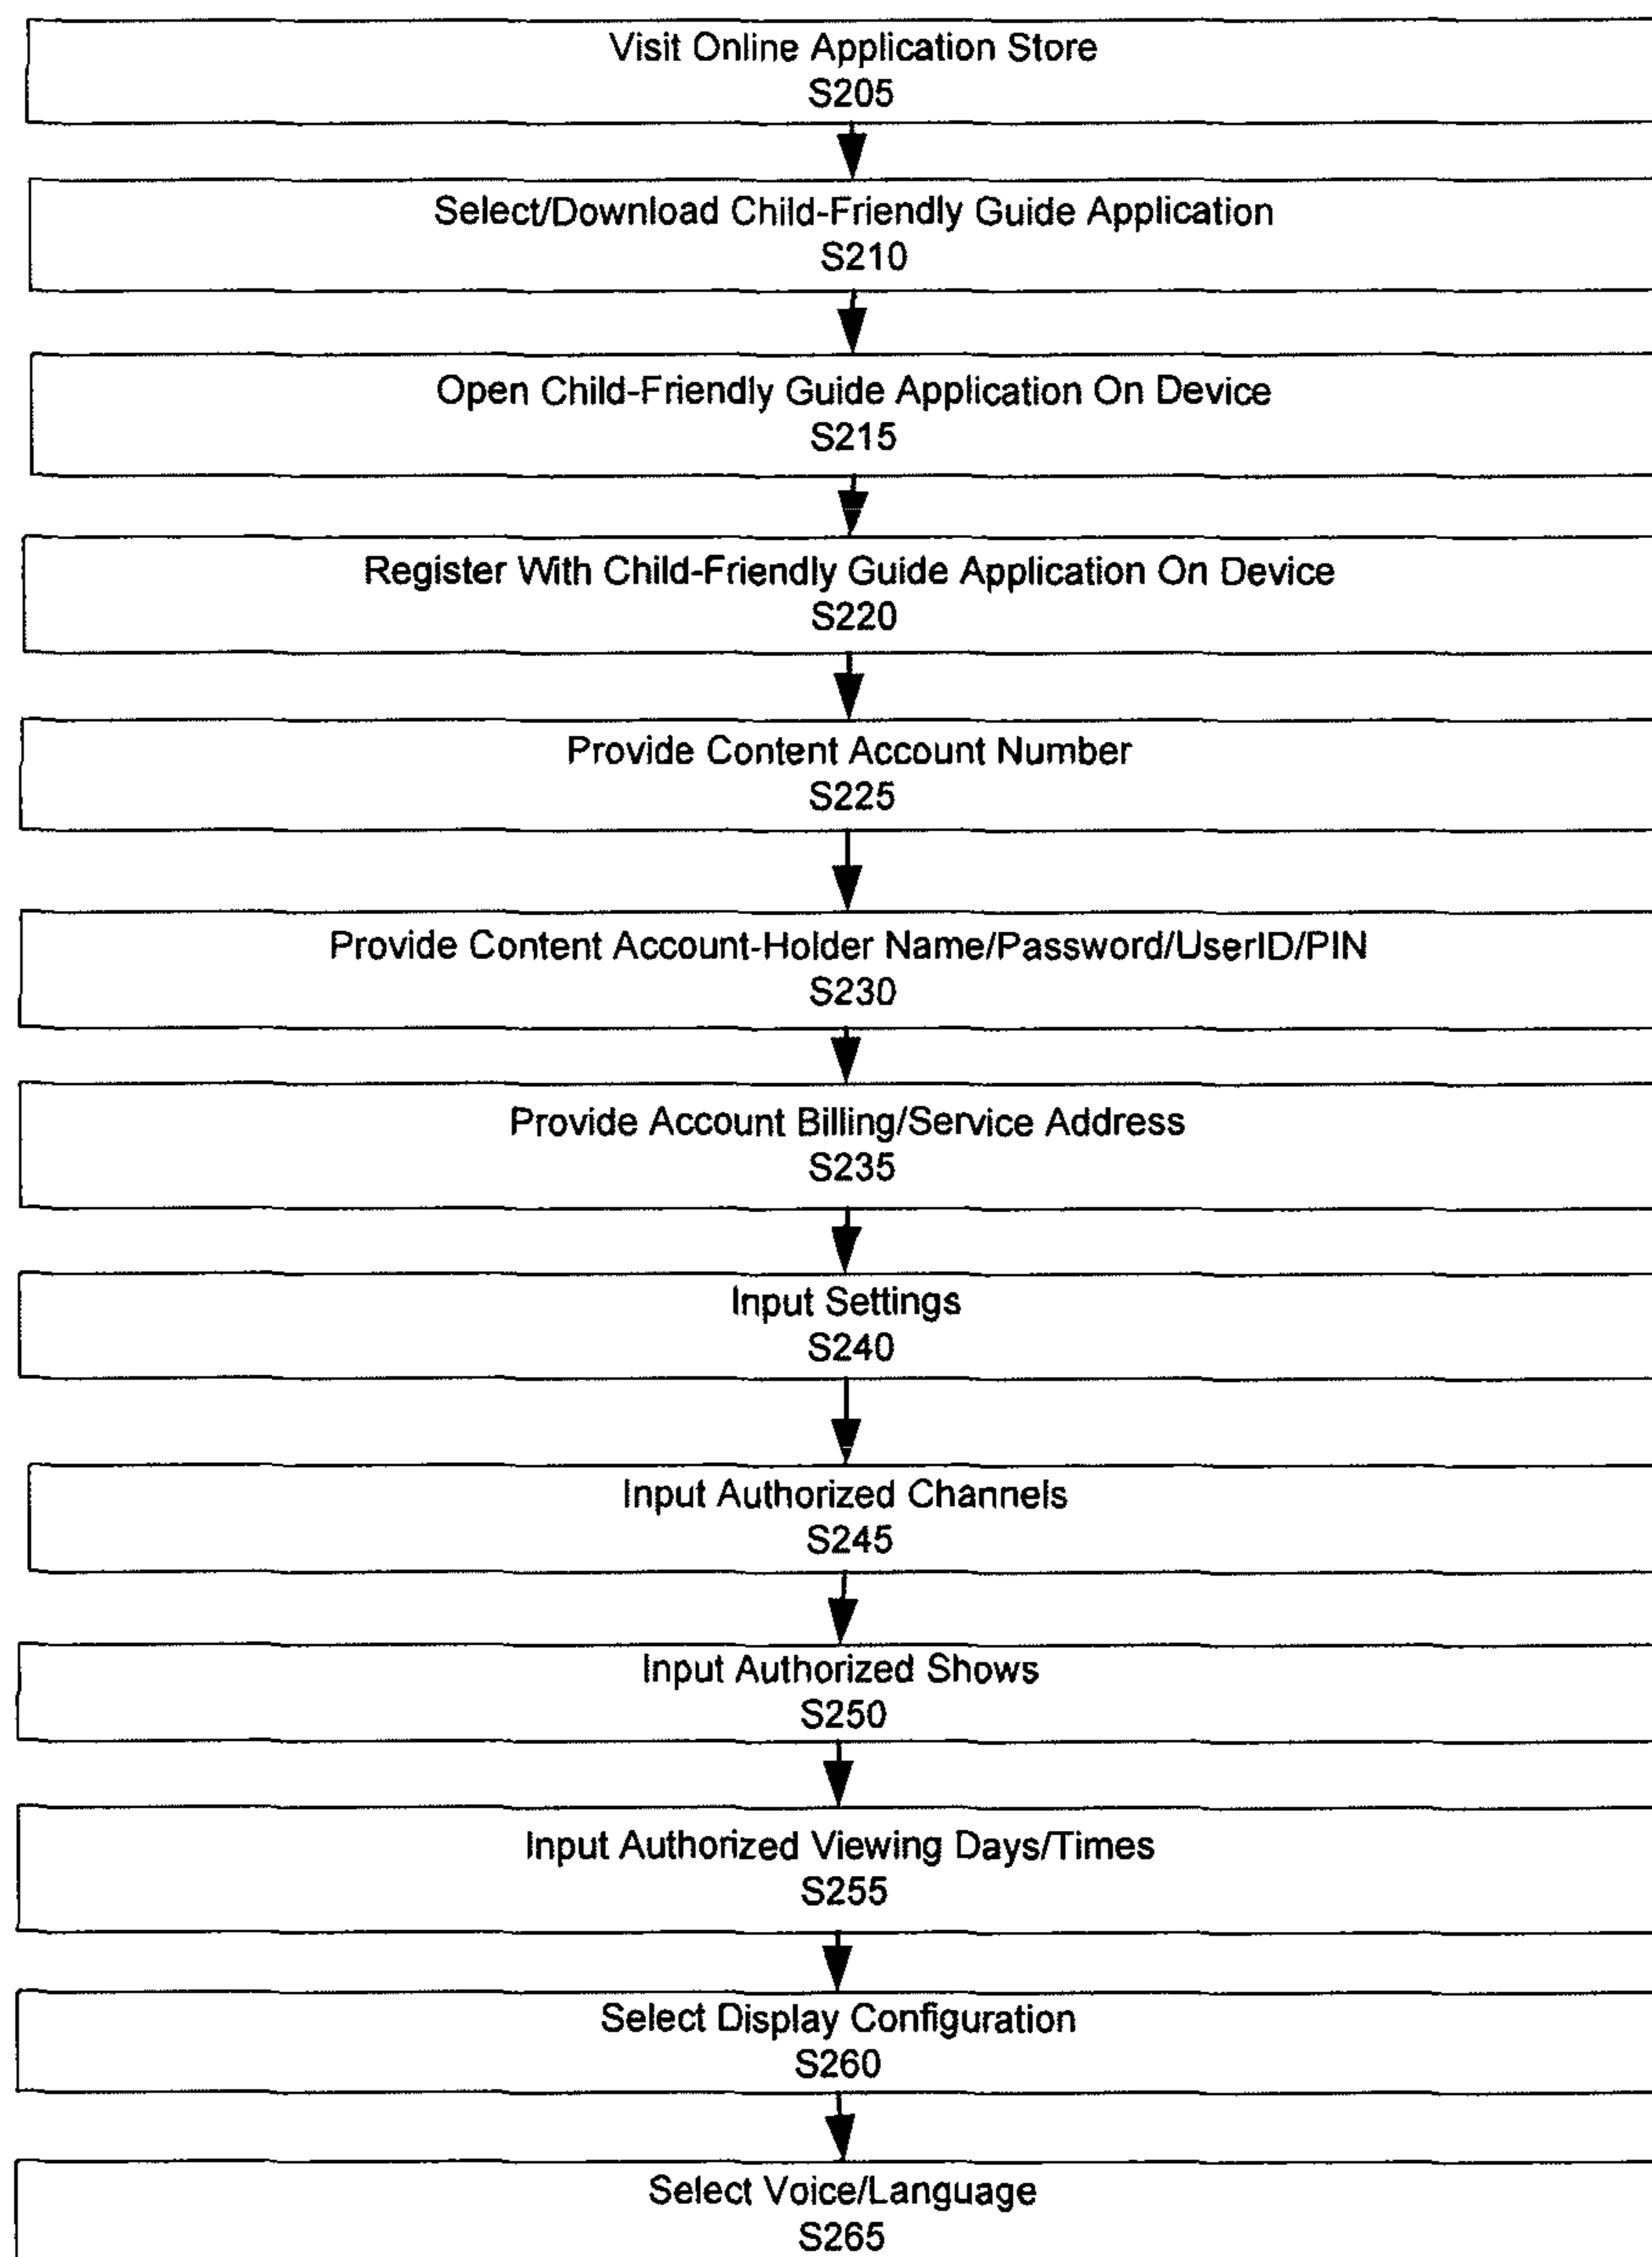 Visit Online Application Store
S205
Select/Download Child-Friendly Guide Application
S210
Open Child-Friendly Guide Application On Device
S215
Register With Child-Friendly Guide Application On Device
S220
Provide Content Account Number
S225
Provide Content Account-Holder Name/Password/UserID/PIN
S230
Provide Account Billing/Service Address
S235
Input Settings
S240
Input Authorized Channels
S245
Input Authorized Shows
S250
Input Authorized Viewing Days/Times
S255
Select Display Configuration
S260
Select Voice/Language
S265